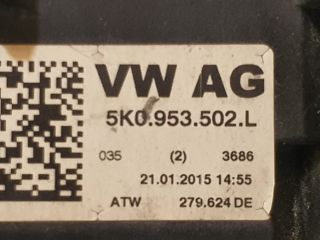 VW AG
5K0.953.502.L
035 (2) 3686
21.01.2015 14:55
ATW 279.624 DE